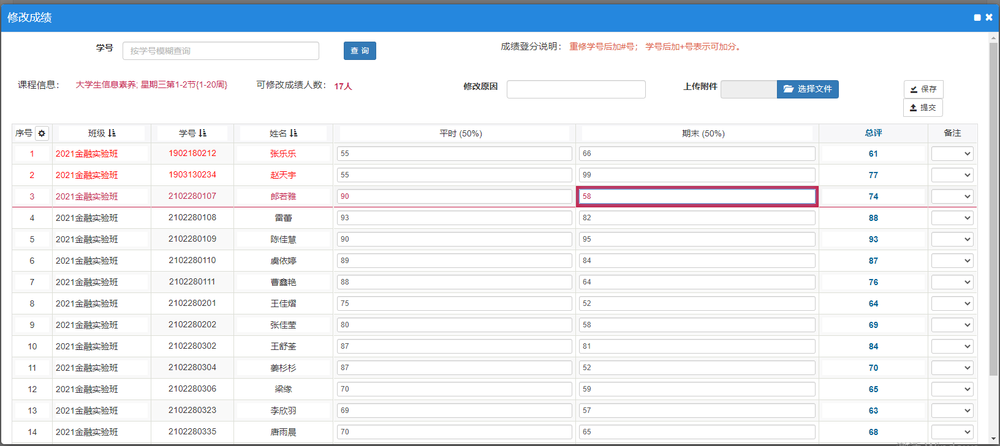 修改成绩
学号 按学号模糊查询 查 询 成绩登分说明： 重修学号后加#号； 学号后加+号表示可加分。
课程信息： 大学生信息素养; 星期三第1-2节{1-20周} 可修改成绩人数： 17人 修改原因 上传附件 选择文件 保存
提交
序号 班级 学号 姓名 平时 (50%) 期末 (50%) 总评 备注
1 2021金融实验班 1902180212 张乐乐 55 66 61
2 2021金融实验班 1903130234 赵天宇 55 99 77
3 2021金融实验班 2102280107 郎若雅 90 58 74
4 2021金融实验班 2102280108 雷蕾 93 82 88
5 2021金融实验班 2102280109 陈佳慧 90 95 93
6 2021金融实验班 2102280110 虞依婷 89 84 87
7 2021金融实验班 2102280111 曹鑫艳 88 64 76
8 2021金融实验班 2102280201 王佳熠 75 52 64
9 2021金融实验班 2102280202 张佳莹 80 58 69
10 2021金融实验班 2102280302 王舒荃 87 81 84
11 2021金融实验班 2102280304 姜杉杉 87 52 70
12 2021金融实验班 2102280306 梁缘 70 59 65
13 2021金融实验班 2102280323 李欣羽 69 57 63
14 2021金融实验班 2102280335 唐雨晨 70 65 68